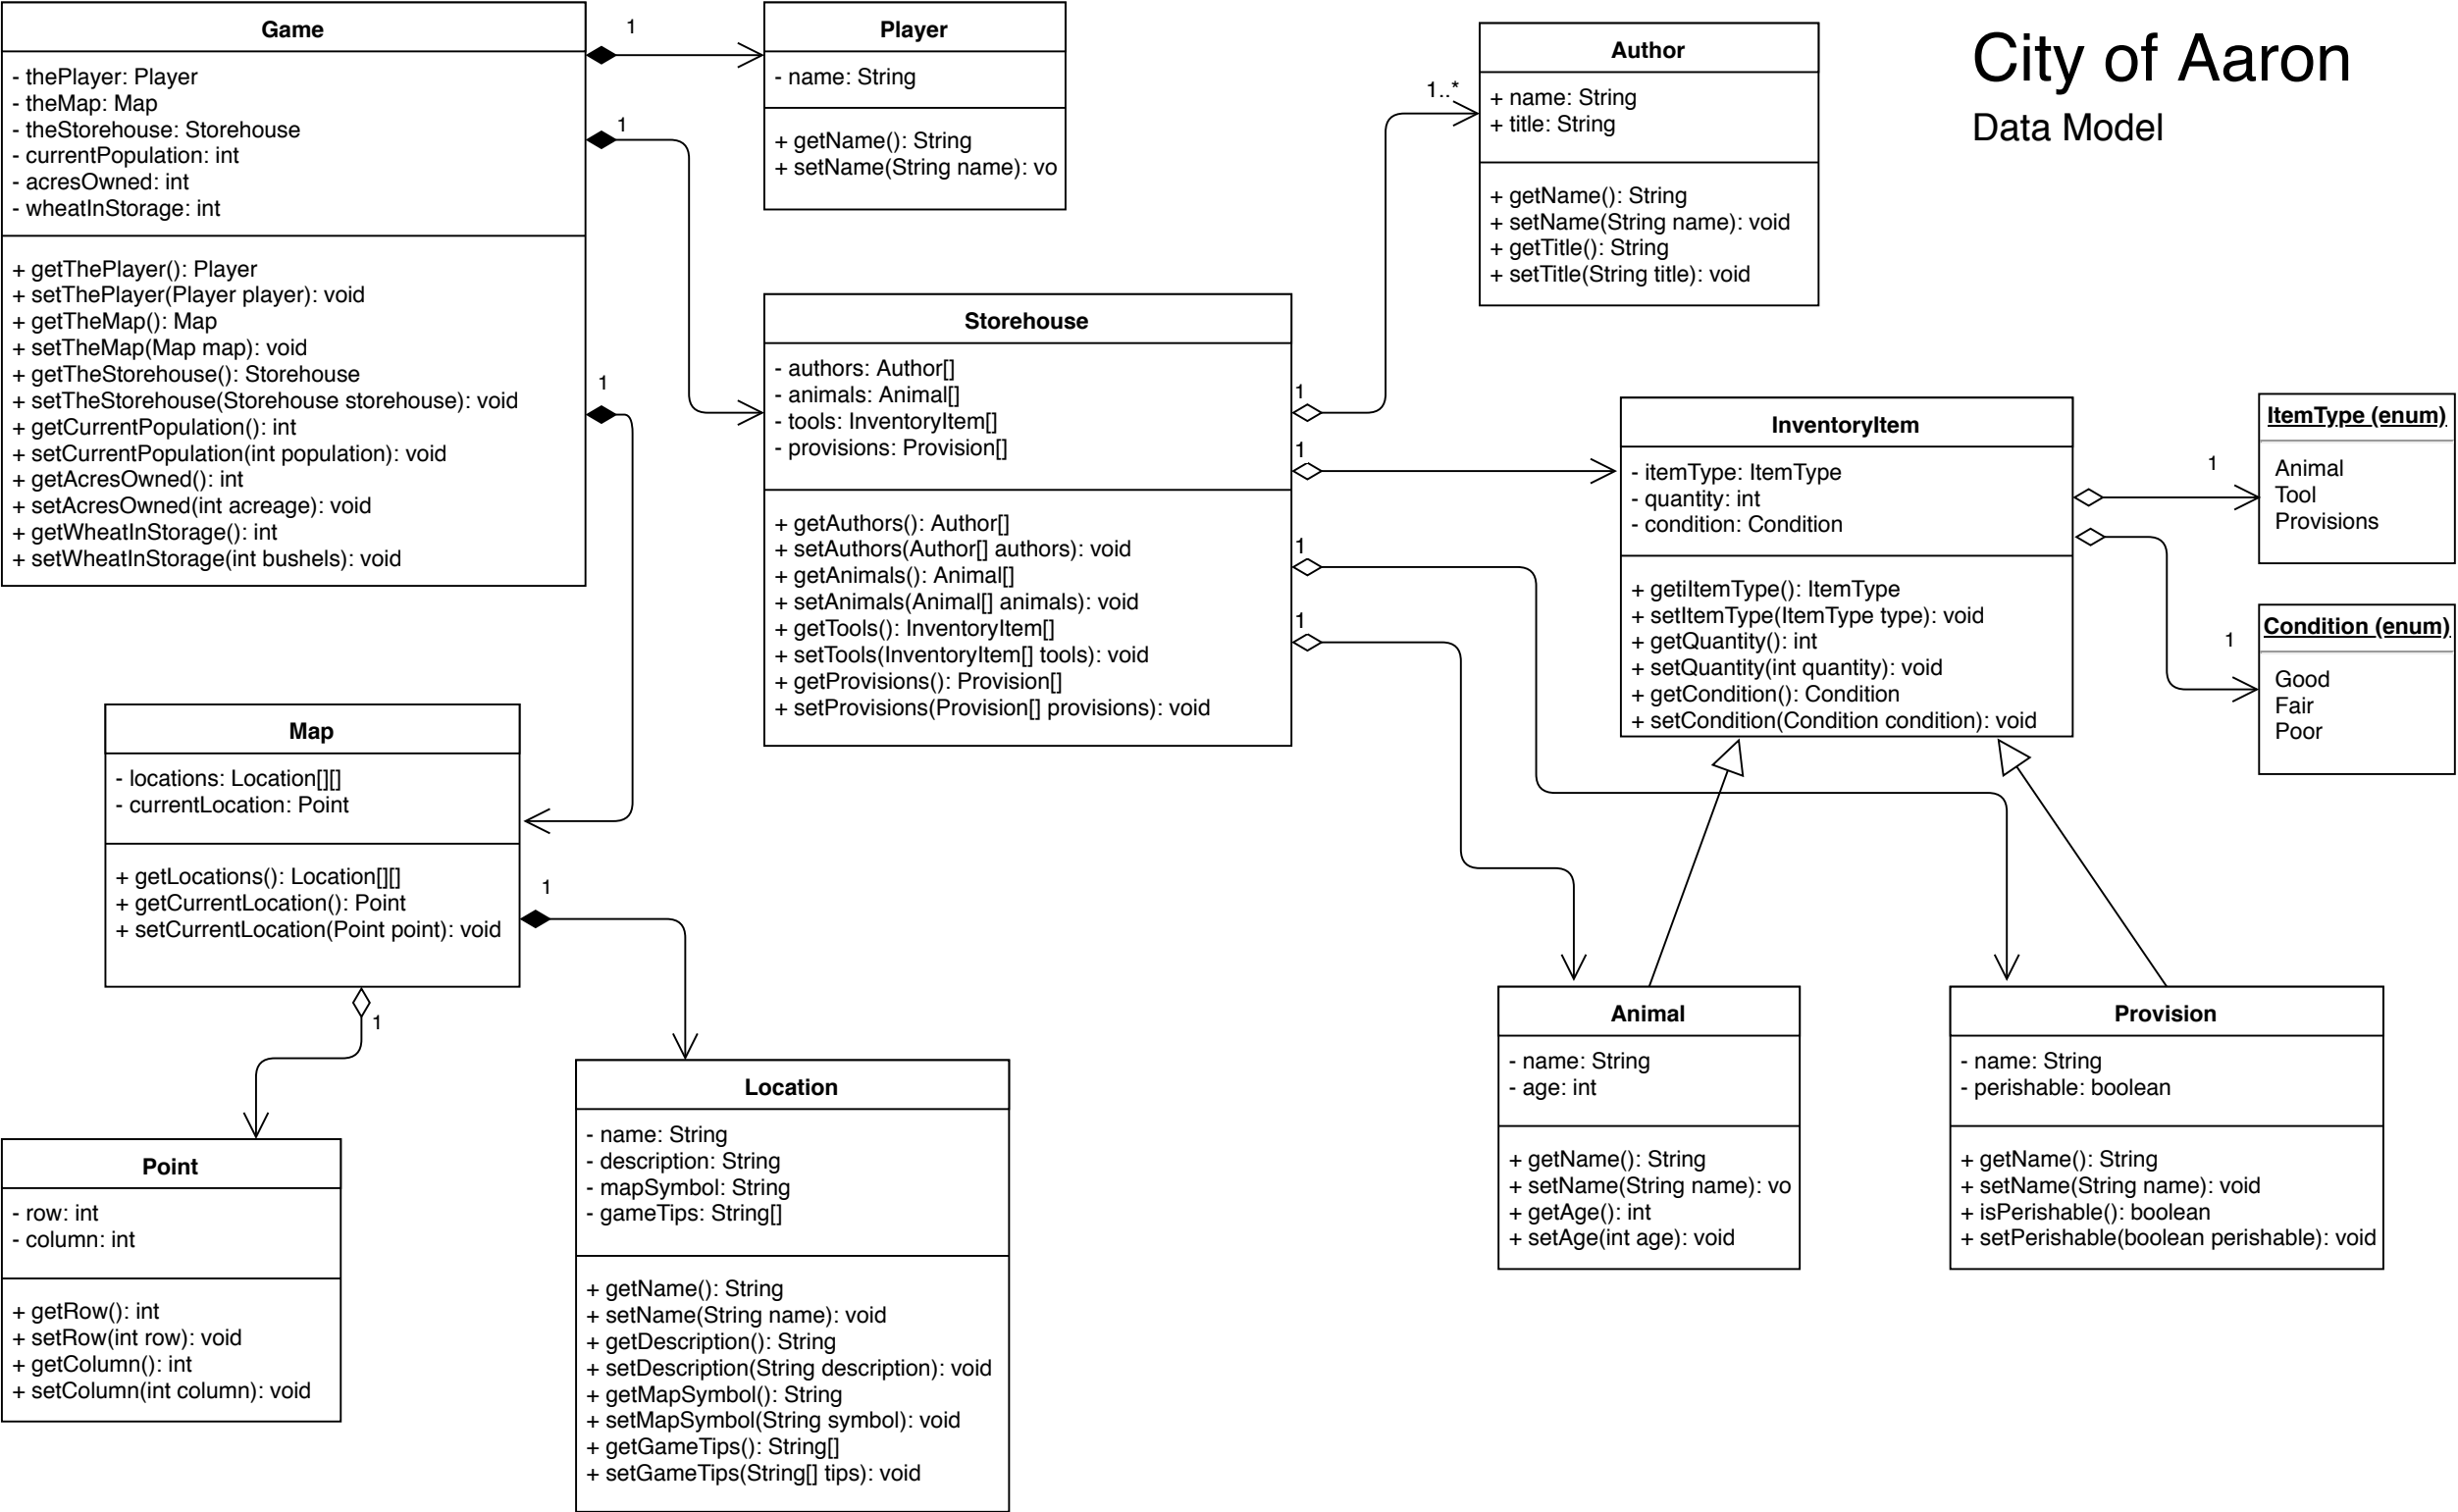 City of Aaron
Data Model
Game
- thePlayer: Player
- theMap: Map
- theStorehouse: Storehouse
- currentPopulation: int
- acresOwned: int
- wheatInStorage: int
+ getThePlayer(): Player
+ setThePlayer(Player player): void
+ getTheMap(): Map
+ setTheMap(Map map): void
+ getTheStorehouse(): Storehouse
+ setTheStorehouse(Storehouse storehouse): void
+ getCurrentPopulation(): int
+ setCurrentPopulation(int population): void
+ getAcresOwned(): int
+ setAcresOwned(int acreage): void
+ getWheatInStorage(): int
+ setWheatInStorage(int bushels): void
1
1
1
Player
- name: String
+ getName(): String
+ setName(String name): vo
Author
+ name: String
+ title: String
+ getName(): String
+ setName(String name): void
+ getTitle(): String
+ setTitle(String title): void
1..*
Storehouse
- authors: Author[]
- animals: Animal[]
- tools: InventoryItem[]
- provisions: Provision[]
+ getAuthors(): Author[]
+ setAuthors(Author[] authors): void
+ getAnimals(): Animal[]
+ setAnimals(Animal[] animals): void
+ getTools(): InventoryItem[]
+ setTools(InventoryItem[] tools): void
+ getProvisions(): Provision[]
+ setProvisions(Provision[] provisions): void
1
1
1
1
InventoryItem
- itemType: ItemType
- quantity: int
- condition: Condition
+ getiItemType(): ItemType
+ setItemType(ItemType type): void
+ getQuantity(): int
+ setQuantity(int quantity): void
+ getCondition(): Condition
+ setCondition(Condition condition): void
1
1
ItemType (enum)
Animal
Tool
Provisions
Condition (enum)
Good
Fair
Poor
Map
- locations: Location[][]
- currentLocation: Point
+ getLocations(): Location[][]
+ getCurrentLocation(): Point
+ setCurrentLocation(Point point): void
1
1
Point
- row: int
- column: int
+ getRow(): int
+ setRow(int row): void
+ getColumn(): int
+ setColumn(int column): void
Location
- name: String
- description: String
- mapSymbol: String
- gameTips: String[]
+ getName(): String
+ setName(String name): void
+ getDescription(): String
+ setDescription(String description): void
+ getMapSymbol(): String
+ setMapSymbol(String symbol): void
+ getGameTips(): String[]
+ setGameTips(String[] tips): void
Animal
- name: String
- age: int
+ getName(): String
+ setName(String name): vo
+ getAge(): int
+ setAge(int age): void
Provision
- name: String
- perishable: boolean
+ getName(): String
+ setName(String name): void
+ isPerishable(): boolean
+ setPerishable(boolean perishable): void